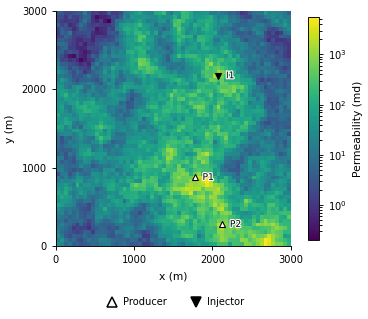 3000
2000
1000
0
0
1000
2000
3000
y (m)
x (m)
I1
P1
P2
10³
10²
10¹
10⁰
Permeability (md)
Producer
Injector